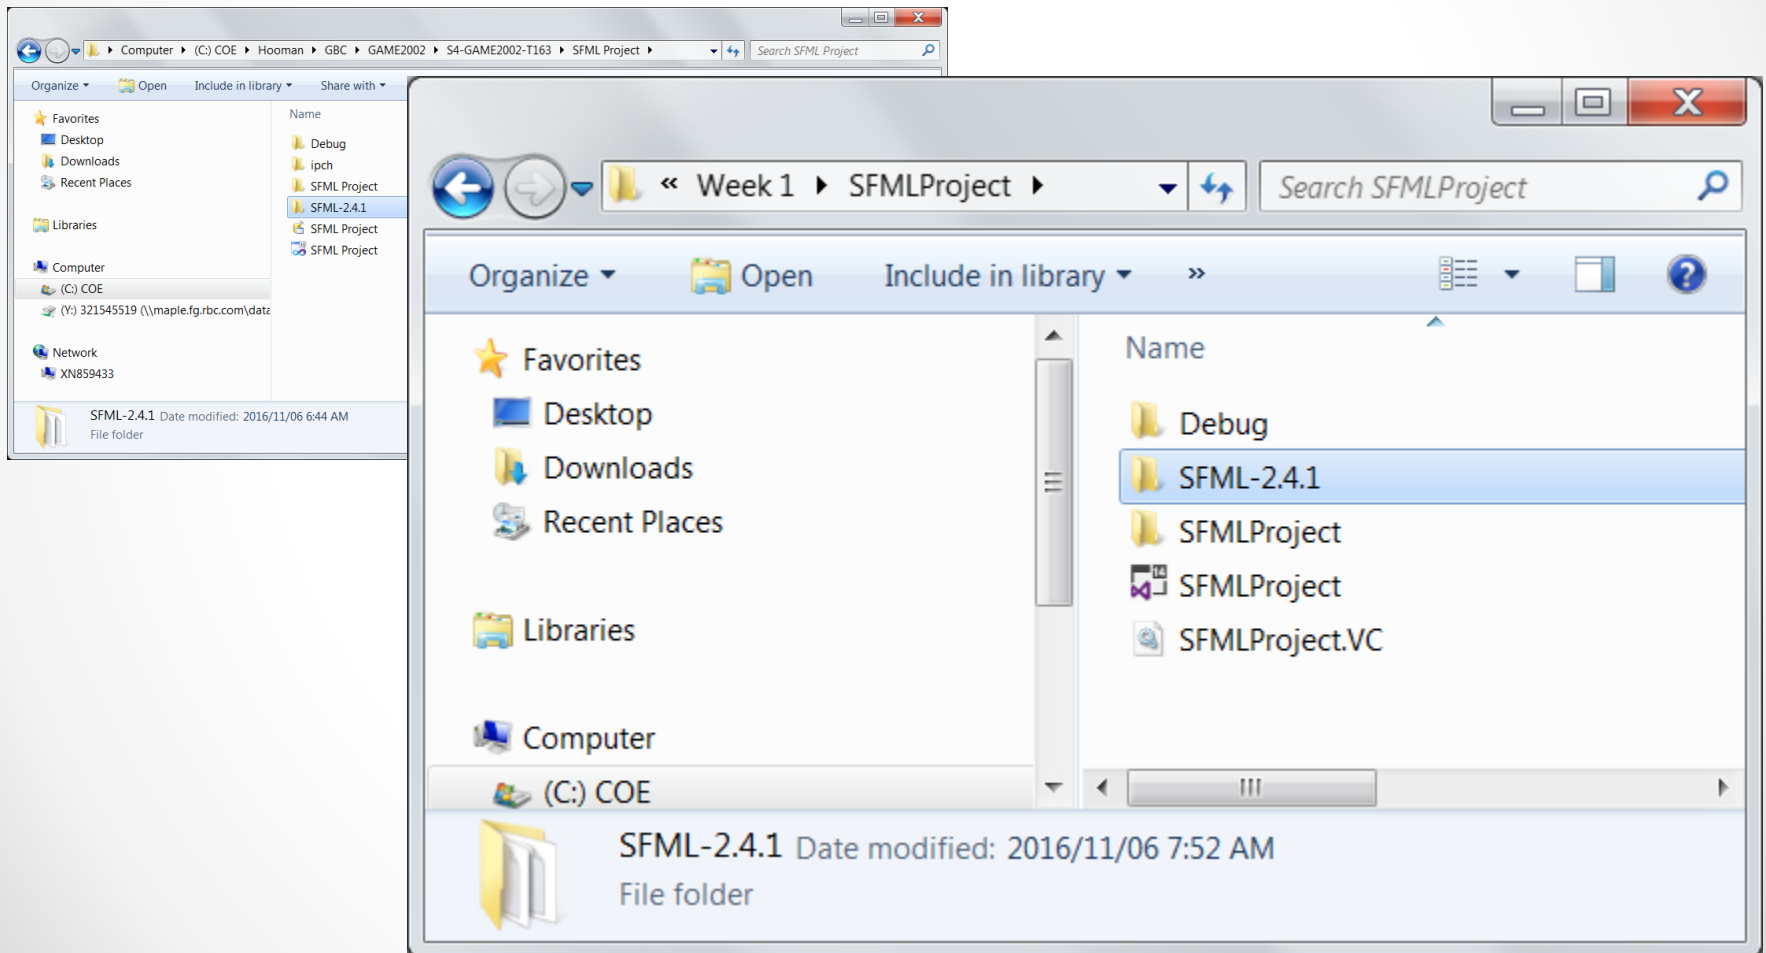 Computer ▸ (C:) COE ▸ Hooman ▸ GBC ▸ GAME2002 ▸ S4-GAME2002-T163 ▸ SFML Project ▸
Search SFML Project
Organize
Open
Include in library
Share with
Favorites
Desktop
Downloads
Recent Places
Libraries
Computer
(C:) COE
(Y:) 321545519 (\\maple.fg.rbc.com\data
Network
XN859433
Name
Debug
ipch
SFML Project
SFML-2.4.1
SFML Project
SFML Project
SFML-2.4.1 Date modified: 2016/11/06 6:44 AM
File folder
« Week 1 ▸ SFMLProject ▸
Search SFMLProject
Organize
Open
Include in library
»
Favorites
Desktop
Downloads
Recent Places
Libraries
Computer
(C:) COE
Name
Debug
SFML-2.4.1
SFMLProject
SFMLProject
SFMLProject.VC
SFML-2.4.1 Date modified: 2016/11/06 7:52 AM
File folder